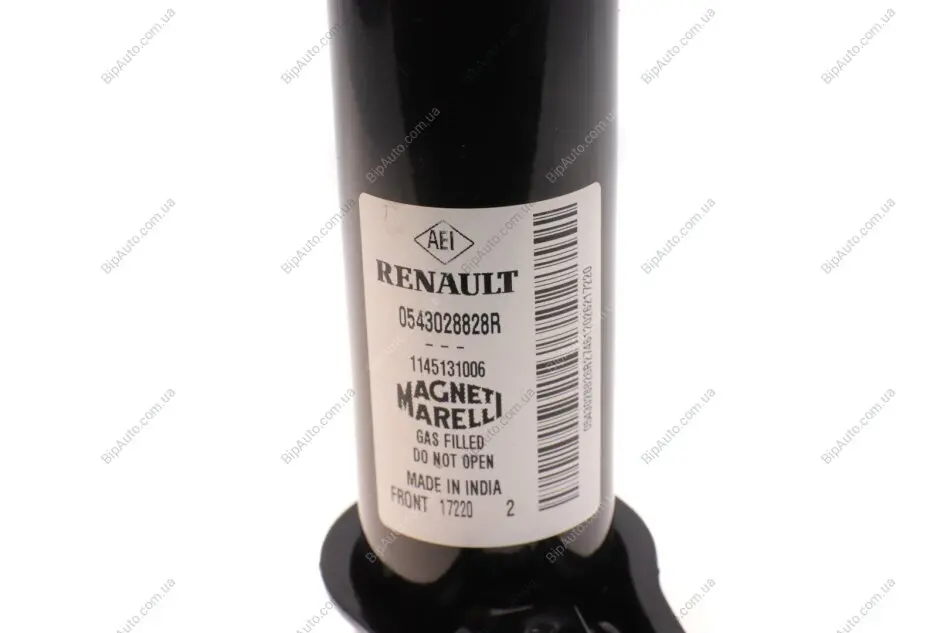 AEI
RENAULT
0543028828R
- - -
1145131006
MAGNETI
MARELLI
GAS FILLED
DO NOT OPEN
MADE IN INDIA
FRONT 17220 2
BipAuto.com.ua